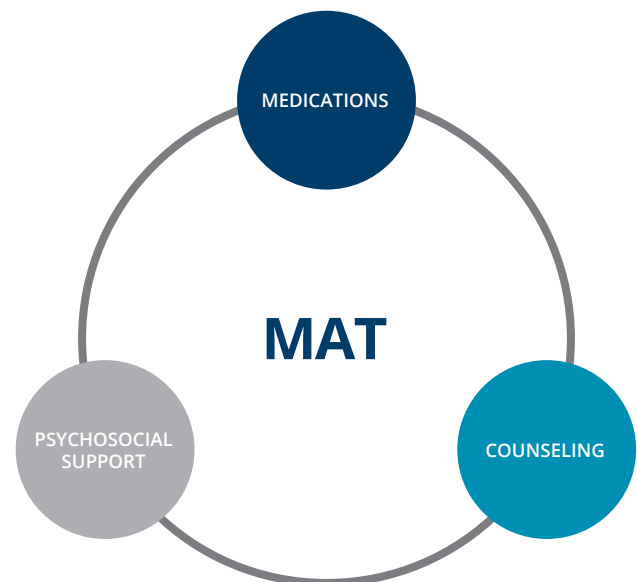 MEDICATIONS
MAT
PSYCHOSOCIAL
SUPPORT
COUNSELING